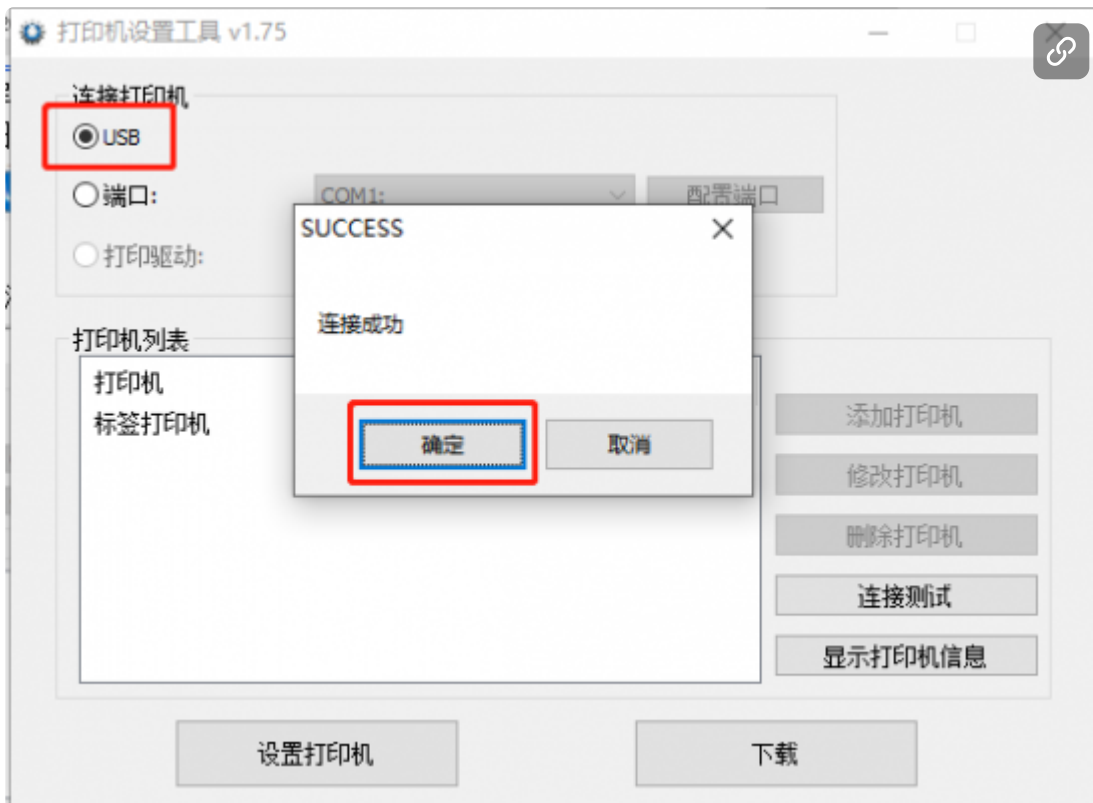 打印机设置工具 v1.75
连接打印机
USB
端口:
COM1:
配置端口
打印驱动:
SUCCESS
连接成功
确定
取消
打印机列表
打印机
标签打印机
添加打印机
修改打印机
删除打印机
连接测试
显示打印机信息
设置打印机
下载